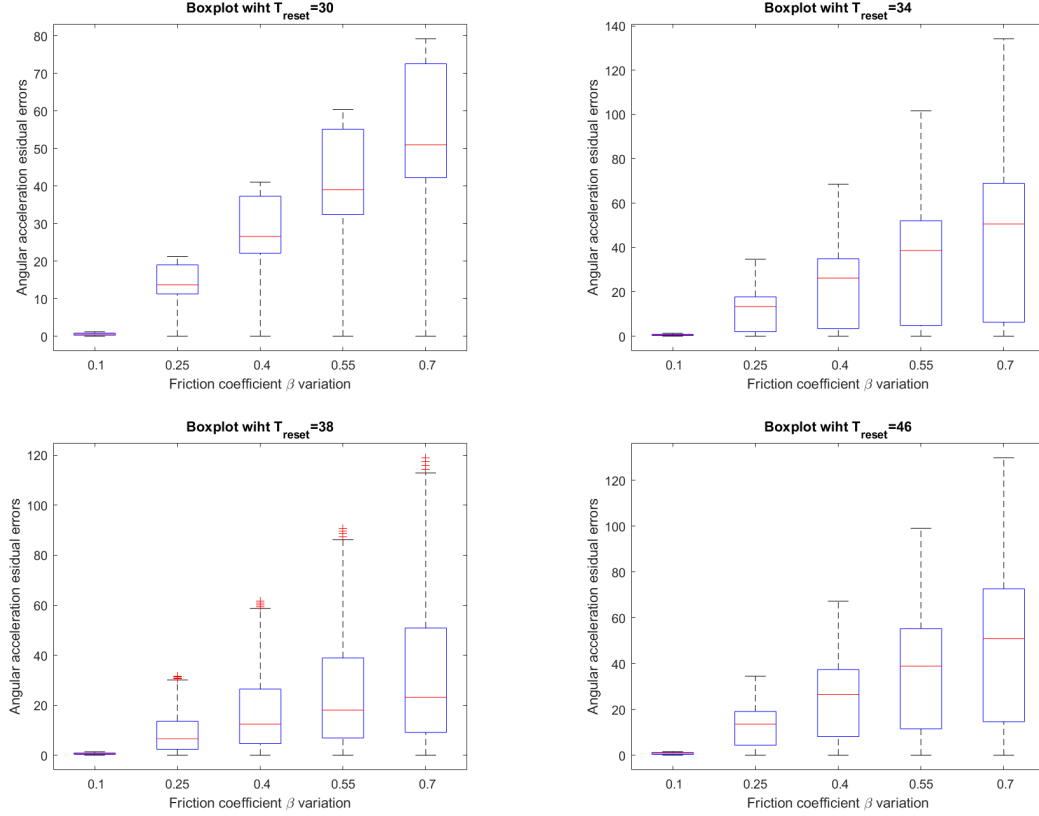 Boxplot wiht T_reset=30
Angular acceleration esidual errors
80
70
60
50
40
30
20
10
0
0.1 0.25 0.4 0.55 0.7
Friction coefficient β variation
Boxplot wiht T_reset=34
Angular acceleration esidual errors
140
120
100
80
60
40
20
0
0.1 0.25 0.4 0.55 0.7
Friction coefficient β variation
Boxplot wiht T_reset=38
Angular acceleration esidual errors
120
100
80
60
40
20
0
0.1 0.25 0.4 0.55 0.7
Friction coefficient β variation
Boxplot wiht T_reset=46
Angular acceleration esidual errors
120
100
80
60
40
20
0
0.1 0.25 0.4 0.55 0.7
Friction coefficient β variation